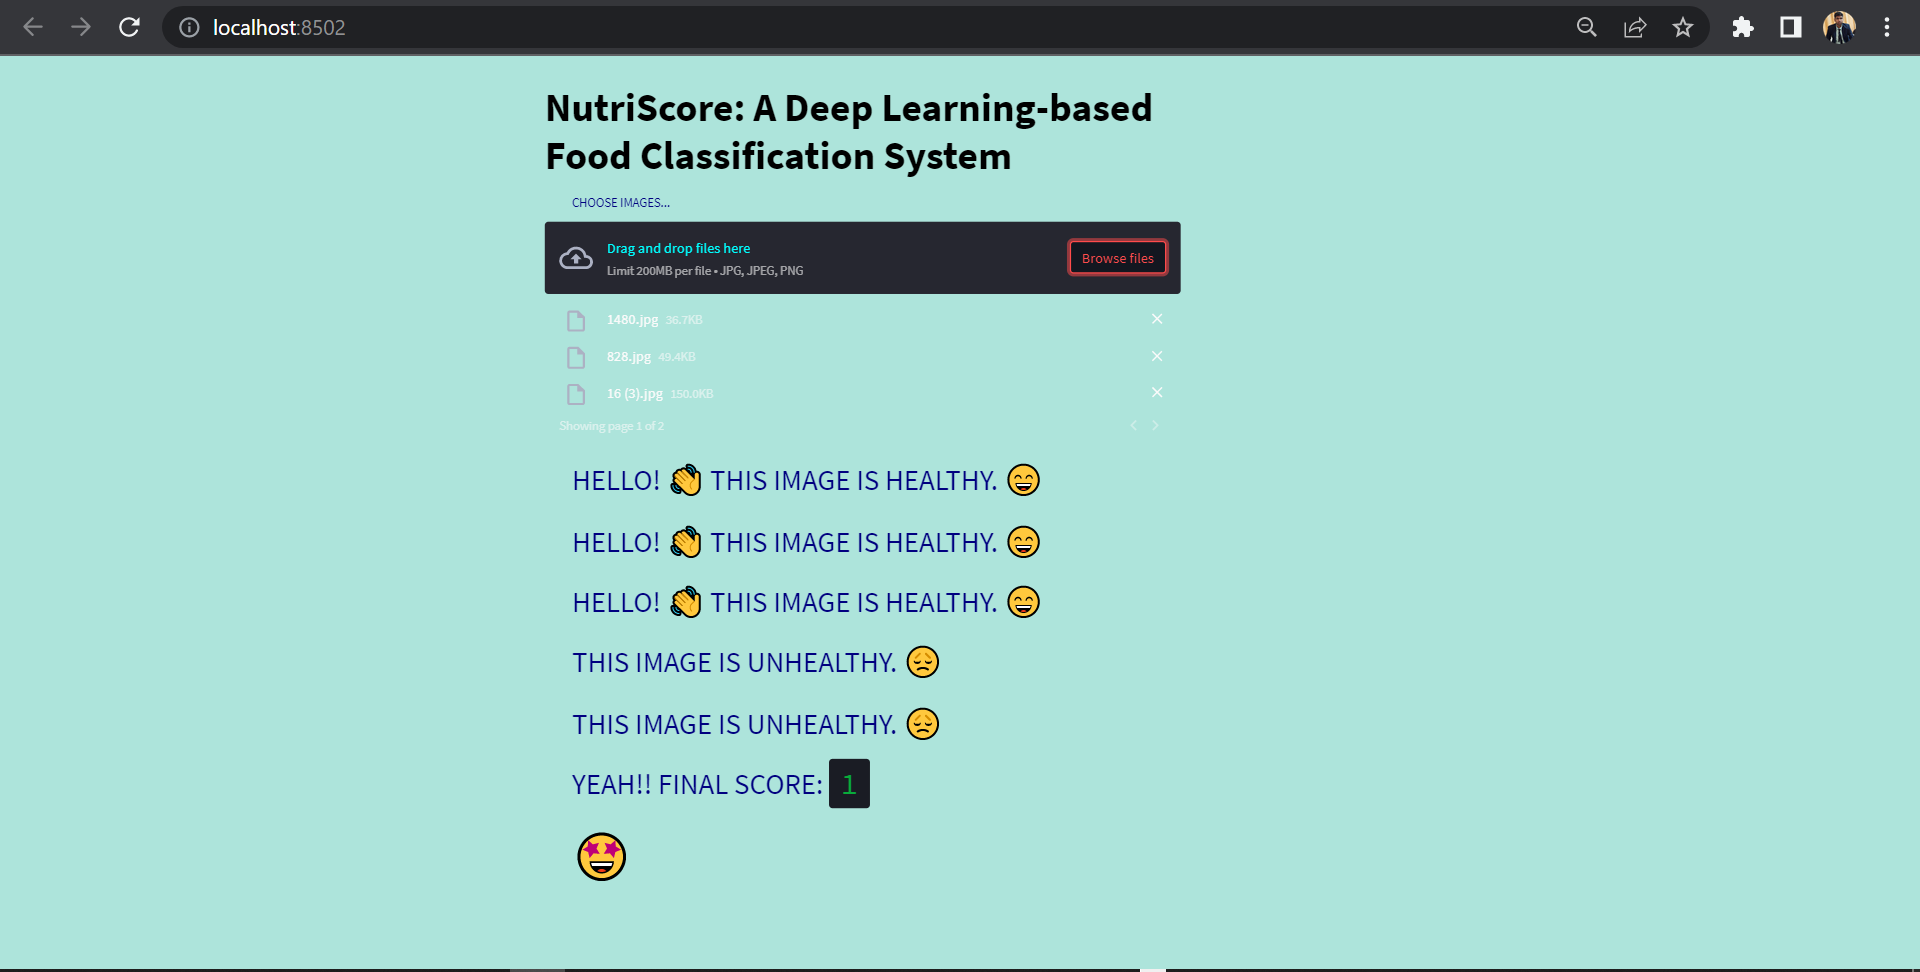 localhost:8502
NutriScore: A Deep Learning-based
Food Classification System
CHOOSE IMAGES...
Drag and drop files here
Limit 200MB per file • JPG, JPEG, PNG
Browse files
1480.jpg 36.7KB
828.jpg 49.4KB
16 (3).jpg 150.0KB
Showing page 1 of 2
HELLO! 👋 THIS IMAGE IS HEALTHY. 😄
HELLO! 👋 THIS IMAGE IS HEALTHY. 😄
HELLO! 👋 THIS IMAGE IS HEALTHY. 😄
THIS IMAGE IS UNHEALTHY. 😞
THIS IMAGE IS UNHEALTHY. 😞
YEAH!! FINAL SCORE: 1
🤩